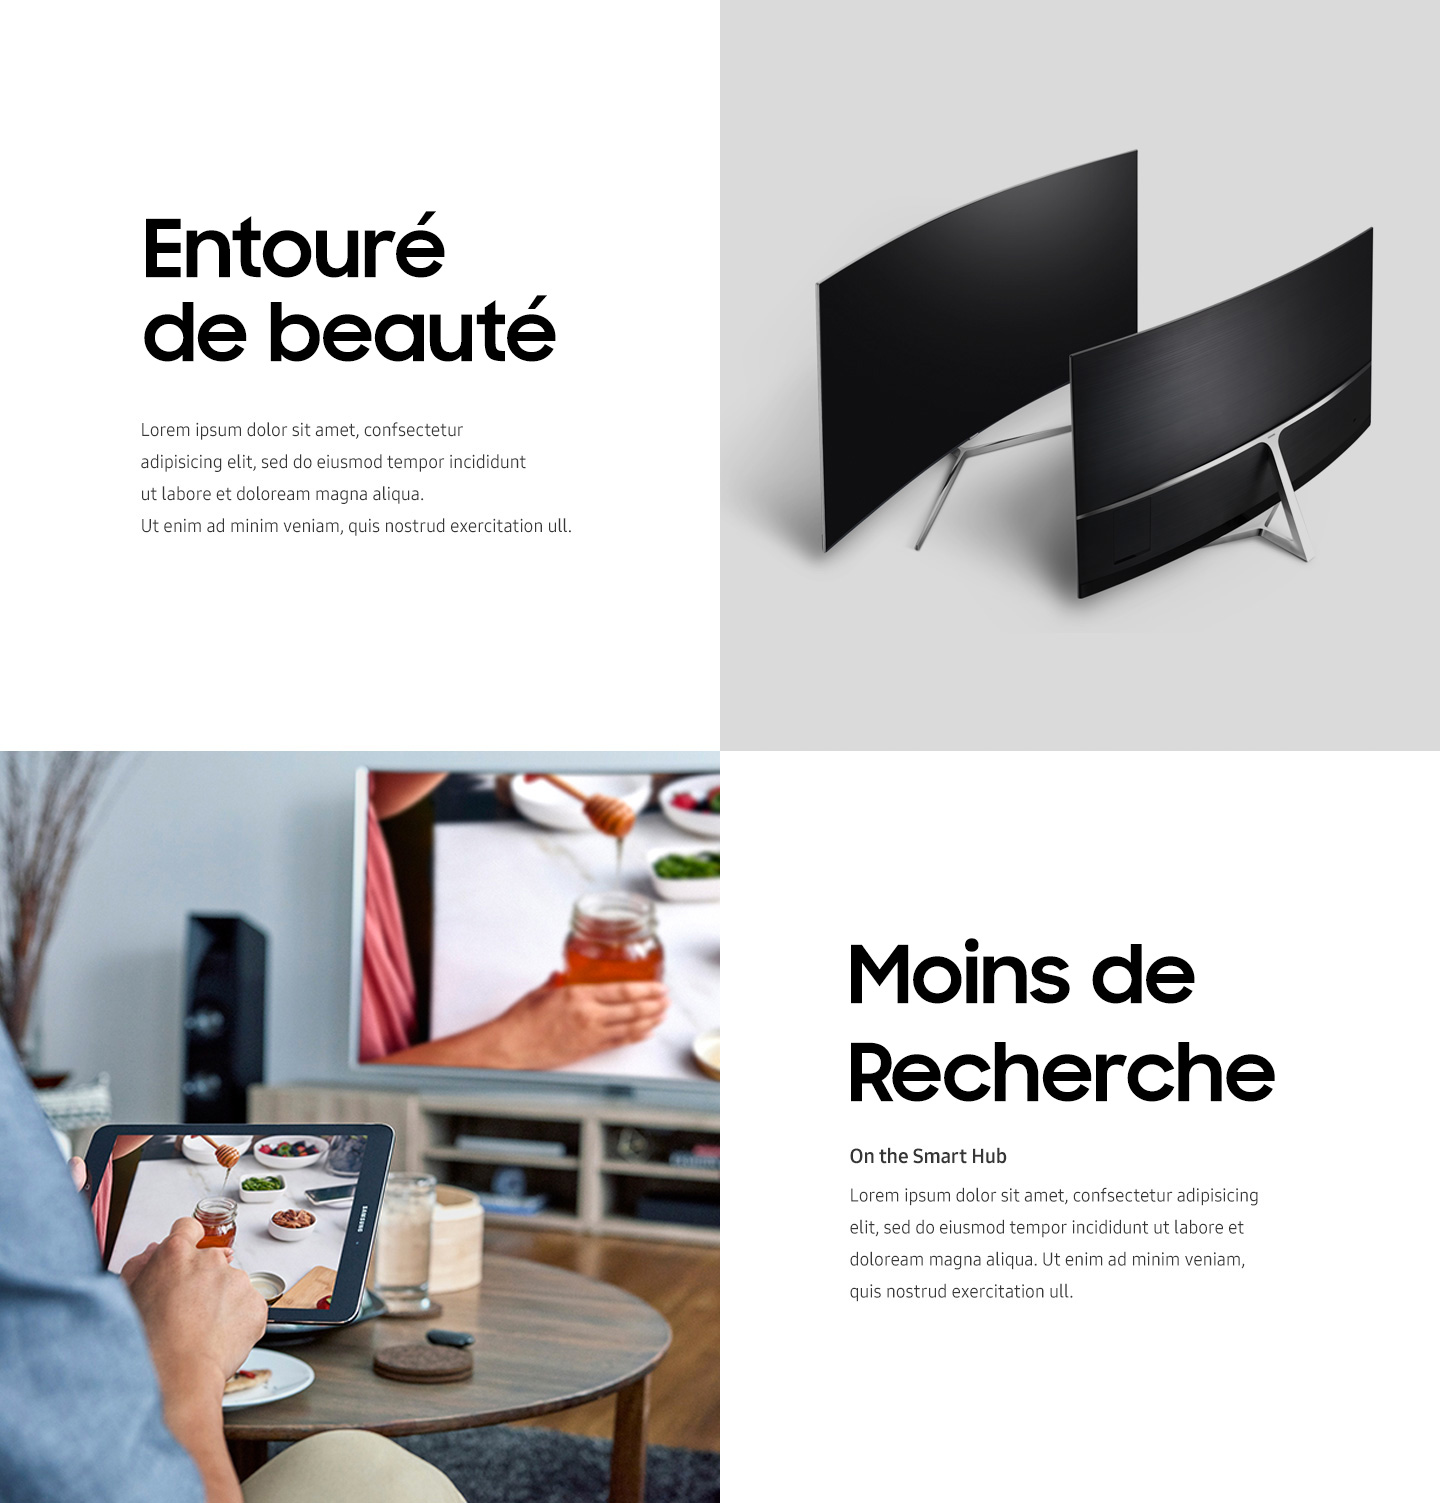 Entouré
de beauté
Lorem ipsum dolor sit amet, confsectetur
adipisicing elit, sed do eiusmod tempor incididunt
ut labore et doloream magna aliqua.
Ut enim ad minim veniam, quis nostrud exercitation ull.
SAMSUNG
Moins de
Recherche
On the Smart Hub
Lorem ipsum dolor sit amet, confsectetur adipisicing
elit, sed do eiusmod tempor incididunt ut labore et
doloream magna aliqua. Ut enim ad minim veniam,
quis nostrud exercitation ull.